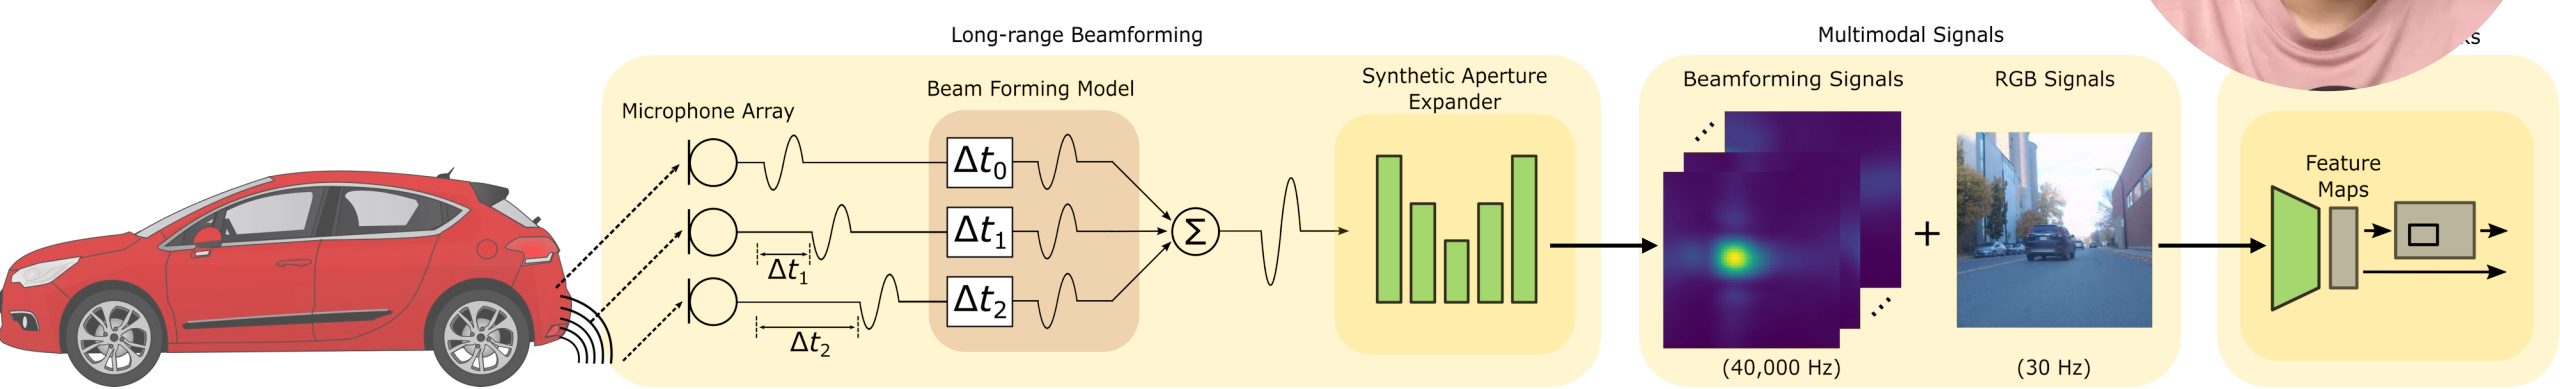 Long-range Beamforming
Microphone Array
Beam Forming Model
Δt0
Δt1
Δt2
Δt1
Δt2
Σ
Synthetic Aperture
Expander
Multimodal Signals
Beamforming Signals
RGB Signals
+
(40,000 Hz)
(30 Hz)
Feature
Maps